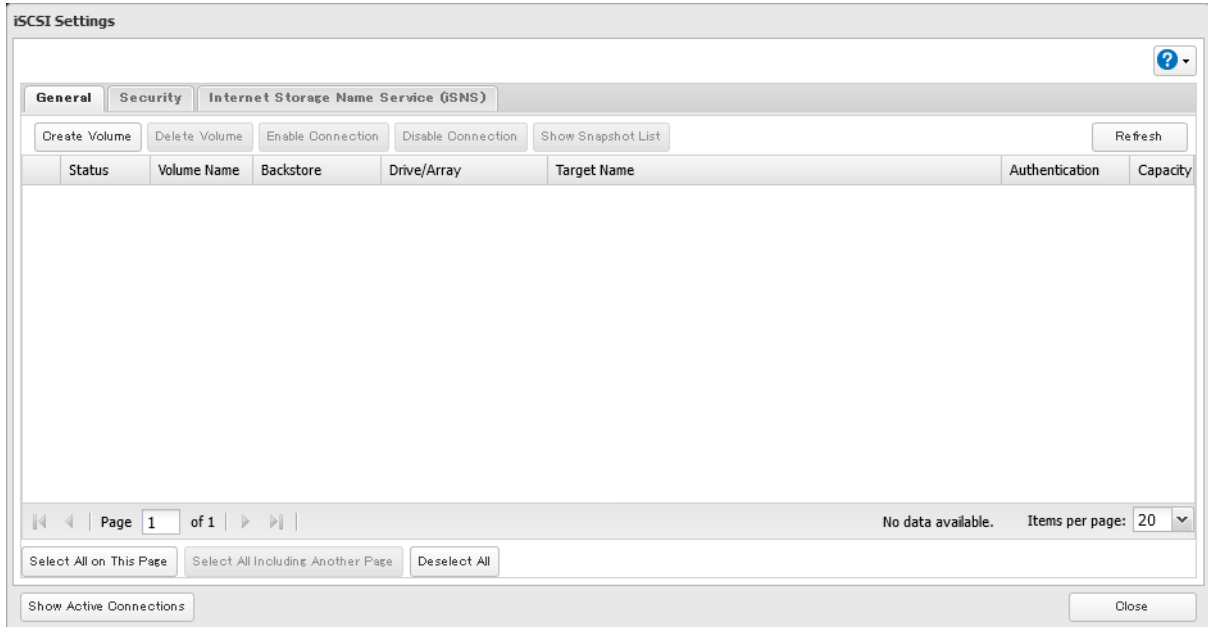 iSCSI Settings
General Security Internet Storage Name Service (iSNS)
Create Volume Delete Volume Enable Connection Disable Connection Show Snapshot List Refresh
Status Volume Name Backstore Drive/Array Target Name Authentication Capacity
Page 1 of 1 No data available. Items per page: 20
Select All on This Page Select All Including Another Page Deselect All
Show Active Connections Close